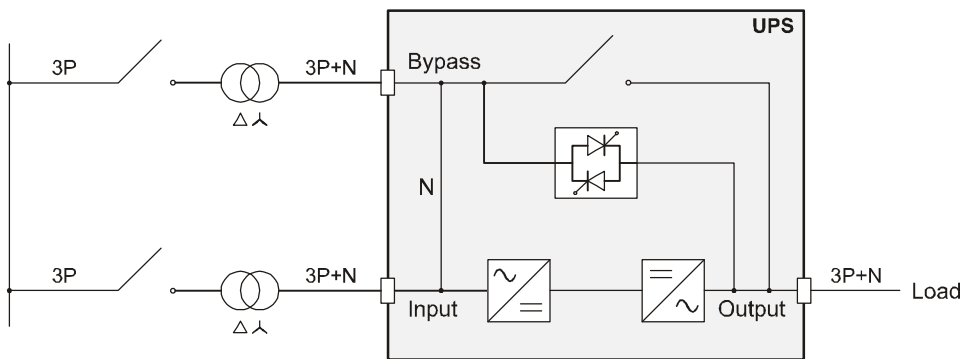 UPS
3P
3P+N
Bypass
N
3P
3P+N
Input
Output
3P+N
Load